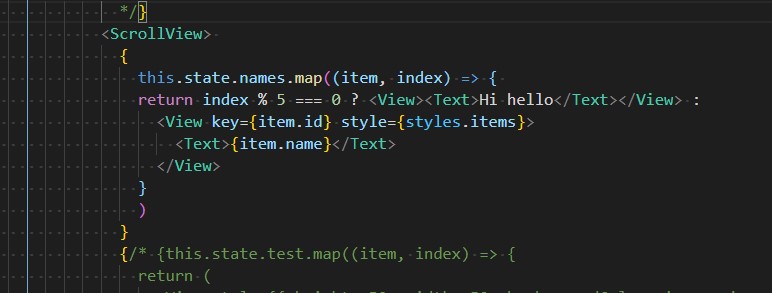 */}
<ScrollView>
{
this.state.names.map((item, index) => {
return index % 5 === 0 ? <View><Text>Hi hello</Text></View> :
<View key={item.id} style={styles.items}>
<Text>{item.name}</Text>
</View>
}
)
}
{/* {this.state.test.map((item, index) => {
return (